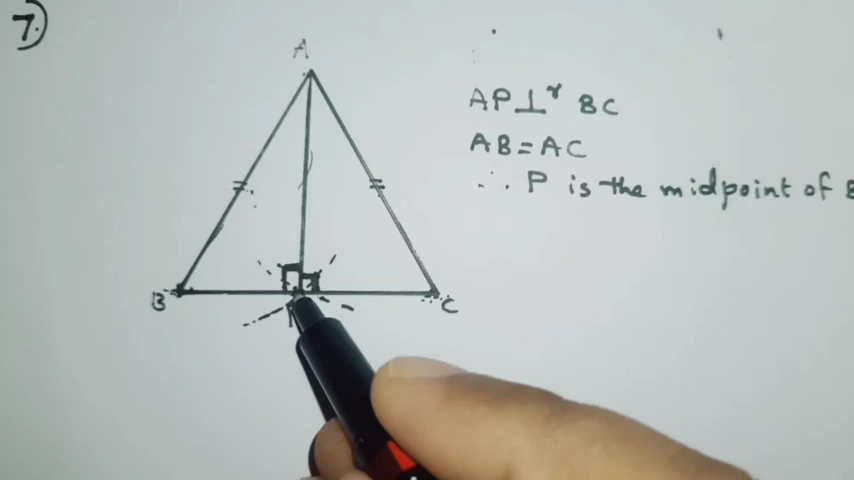 7.
A
AP⊥ʳ BC
AB=AC
∴ P is the midpoint of
B
C